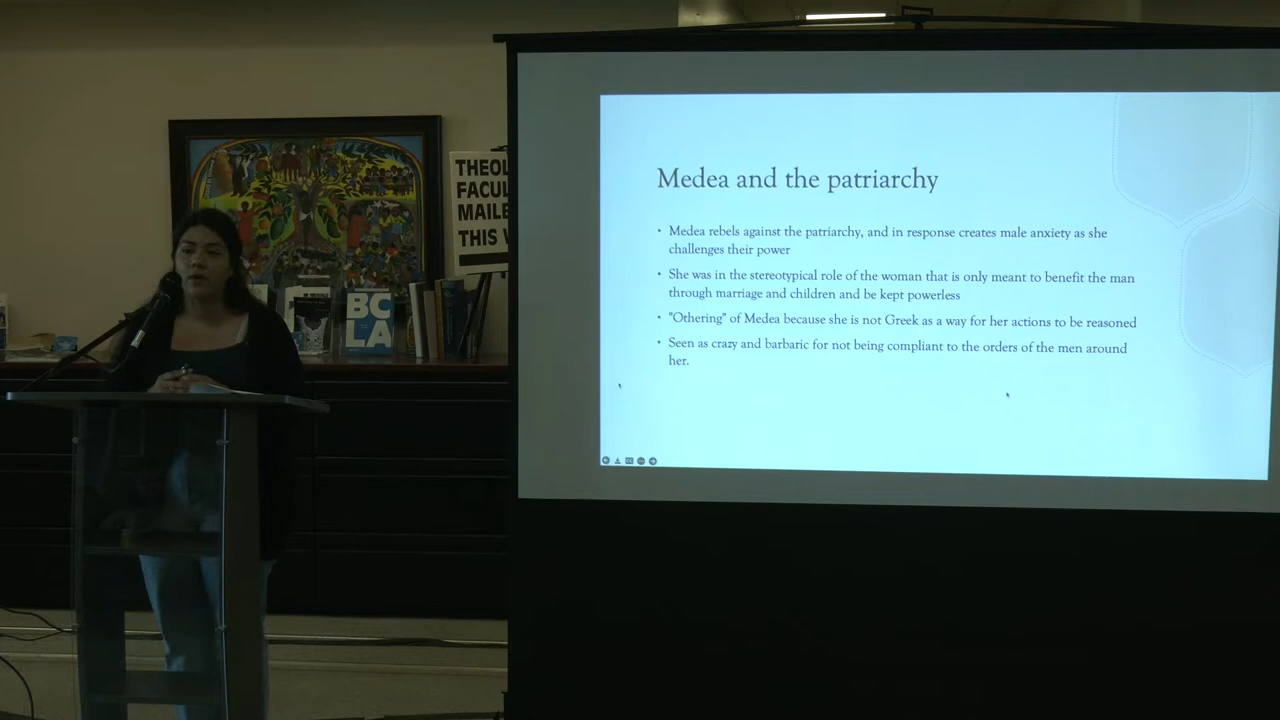 THEOL
FACUL
MAILE
THIS
BC
LA
Medea and the patriarchy
• Medea rebels against the patriarchy, and in response creates male anxiety as she
challenges their power
• She was in the stereotypical role of the woman that is only meant to benefit the man
through marriage and children and be kept powerless
• "Othering" of Medea because she is not Greek as a way for her actions to be reasoned
• Seen as crazy and barbaric for not being compliant to the orders of the men around
her.